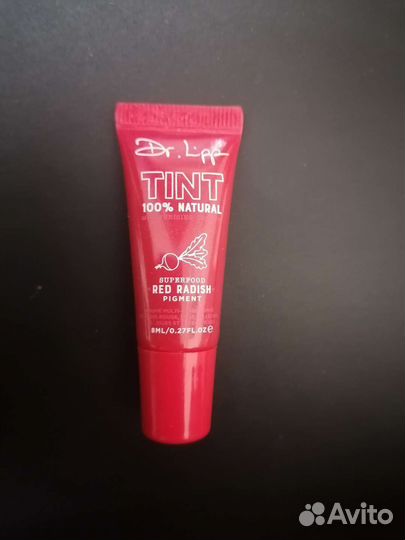 Dr. Lipp
TINT
100% NATURAL
SUPERFOOD
RED RADISH
PIGMENT
8ML/0.27FL.OZ e
Avito